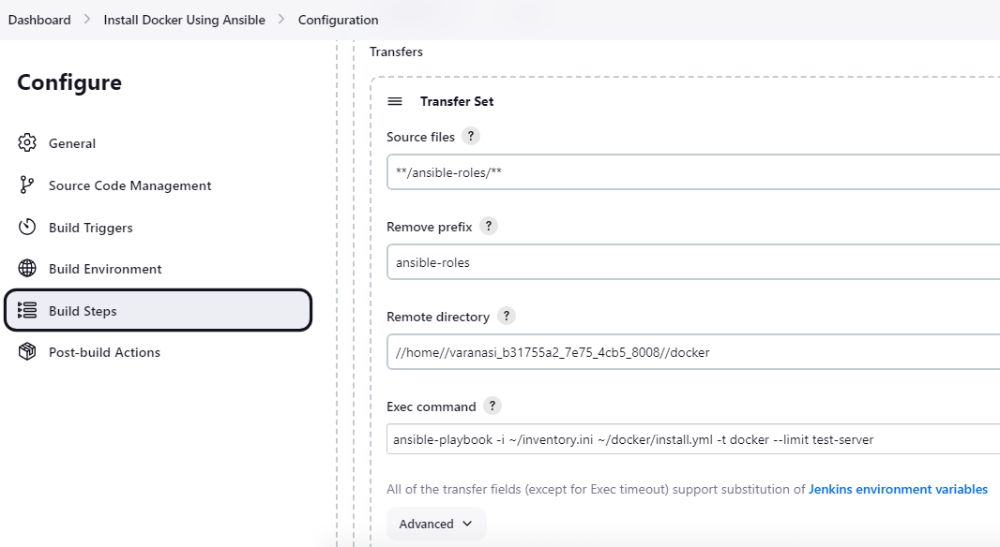 Dashboard > Install Docker Using Ansible > Configuration
Configure
General
Source Code Management
Build Triggers
Build Environment
Build Steps
Post-build Actions
Transfers
Transfer Set
Source files ?
**/ansible-roles/**
Remove prefix ?
ansible-roles
Remote directory ?
//home//varanasi_b31755a2_7e75_4cb5_8008//docker
Exec command ?
ansible-playbook -i ~/inventory.ini ~/docker/install.yml -t docker --limit test-server
All of the transfer fields (except for Exec timeout) support substitution of Jenkins environment variables
Advanced